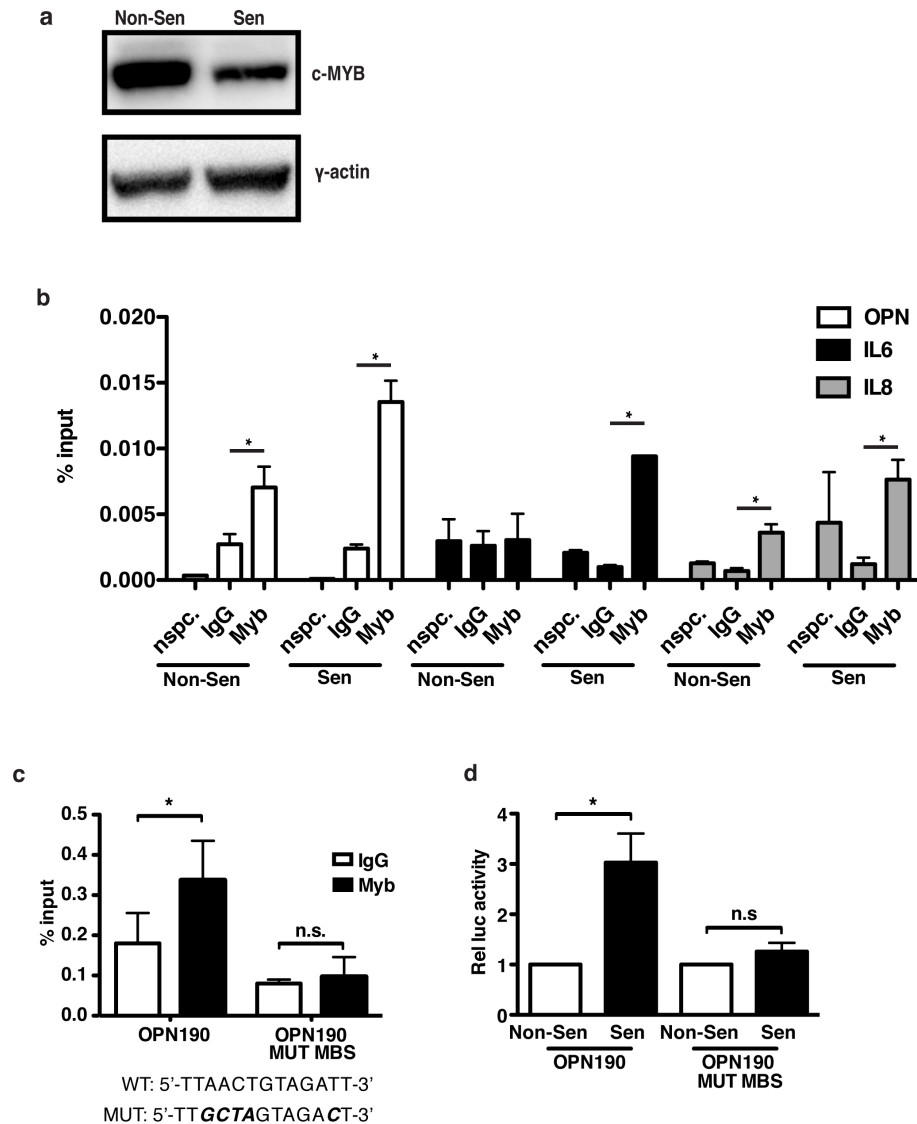 a
Non-Sen Sen
c-MYB
γ-actin
b
0.020
0.015
0.010
0.005
0.000
% input
* * * * *
OPN
IL6
IL8
nspc. IgG Myb nspc. IgG Myb nspc. IgG Myb nspc. IgG Myb nspc. IgG Myb nspc. IgG Myb
Non-Sen Sen Non-Sen Sen Non-Sen Sen
c
0.5
0.4
0.3
0.2
0.1
0.0
% input
*
n.s.
IgG
Myb
OPN190 OPN190
MUT MBS
WT: 5'-TTAACTGTAGATT-3'
MUT: 5'-TTGCTAGTAGACT-3'
d
4
3
2
1
0
Rel luc activity
*
n.s
Non-Sen Sen Non-Sen Sen
OPN190 OPN190
MUT MBS